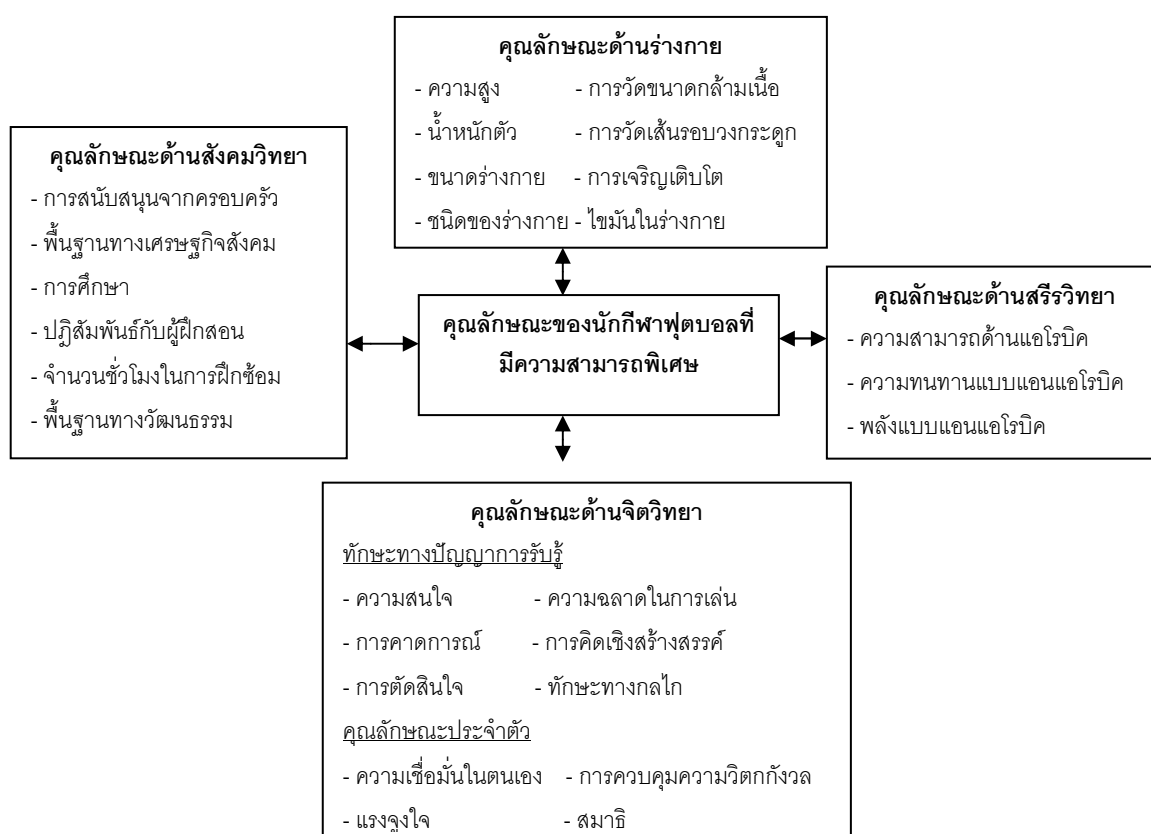 คุณลักษณะด้านร่างกาย
- ความสูง - การวัดขนาดกล้ามเนื้อ
- น้ำหนักตัว - การวัดเส้นรอบวงกระดูก
- ขนาดร่างกาย - การเจริญเติบโต
- ชนิดของร่างกาย - ไขมันในร่างกาย
คุณลักษณะด้านสังคมวิทยา
- การสนับสนุนจากครอบครัว
- พื้นฐานทางเศรษฐกิจสังคม
- การศึกษา
- ปฏิสัมพันธ์กับผู้ฝึกสอน
- จำนวนชั่วโมงในการฝึกซ้อม
- พื้นฐานทางวัฒนธรรม
คุณลักษณะของนักกีฬาฟุตบอลที่
มีความสามารถพิเศษ
คุณลักษณะด้านสรีรวิทยา
- ความสามารถด้านแอโรบิค
- ความทนทานแบบแอนแอโรบิค
- พลังแบบแอนแอโรบิค
คุณลักษณะด้านจิตวิทยา
ทักษะทางปัญญาการรับรู้
- ความสนใจ - ความฉลาดในการเล่น
- การคาดการณ์ - การคิดเชิงสร้างสรรค์
- การตัดสินใจ - ทักษะทางกลไก
คุณลักษณะประจำตัว
- ความเชื่อมั่นในตนเอง - การควบคุมความวิตกกังวล
- แรงจูงใจ - สมาธิ